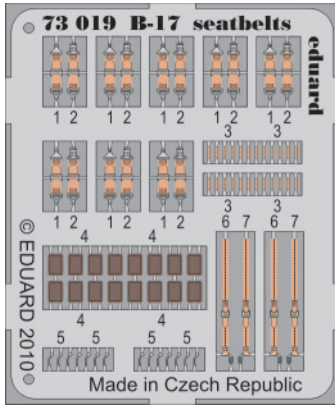 73 019 B-17 seatbelts
eduard
1 2 1 2 1 2 1 2 1 2
3 3
1 2 1 2 1 2
3 3
6 7 6 7
4 4
4 4
5 5 5 5
© EDUARD 2010
Made in Czech Republic